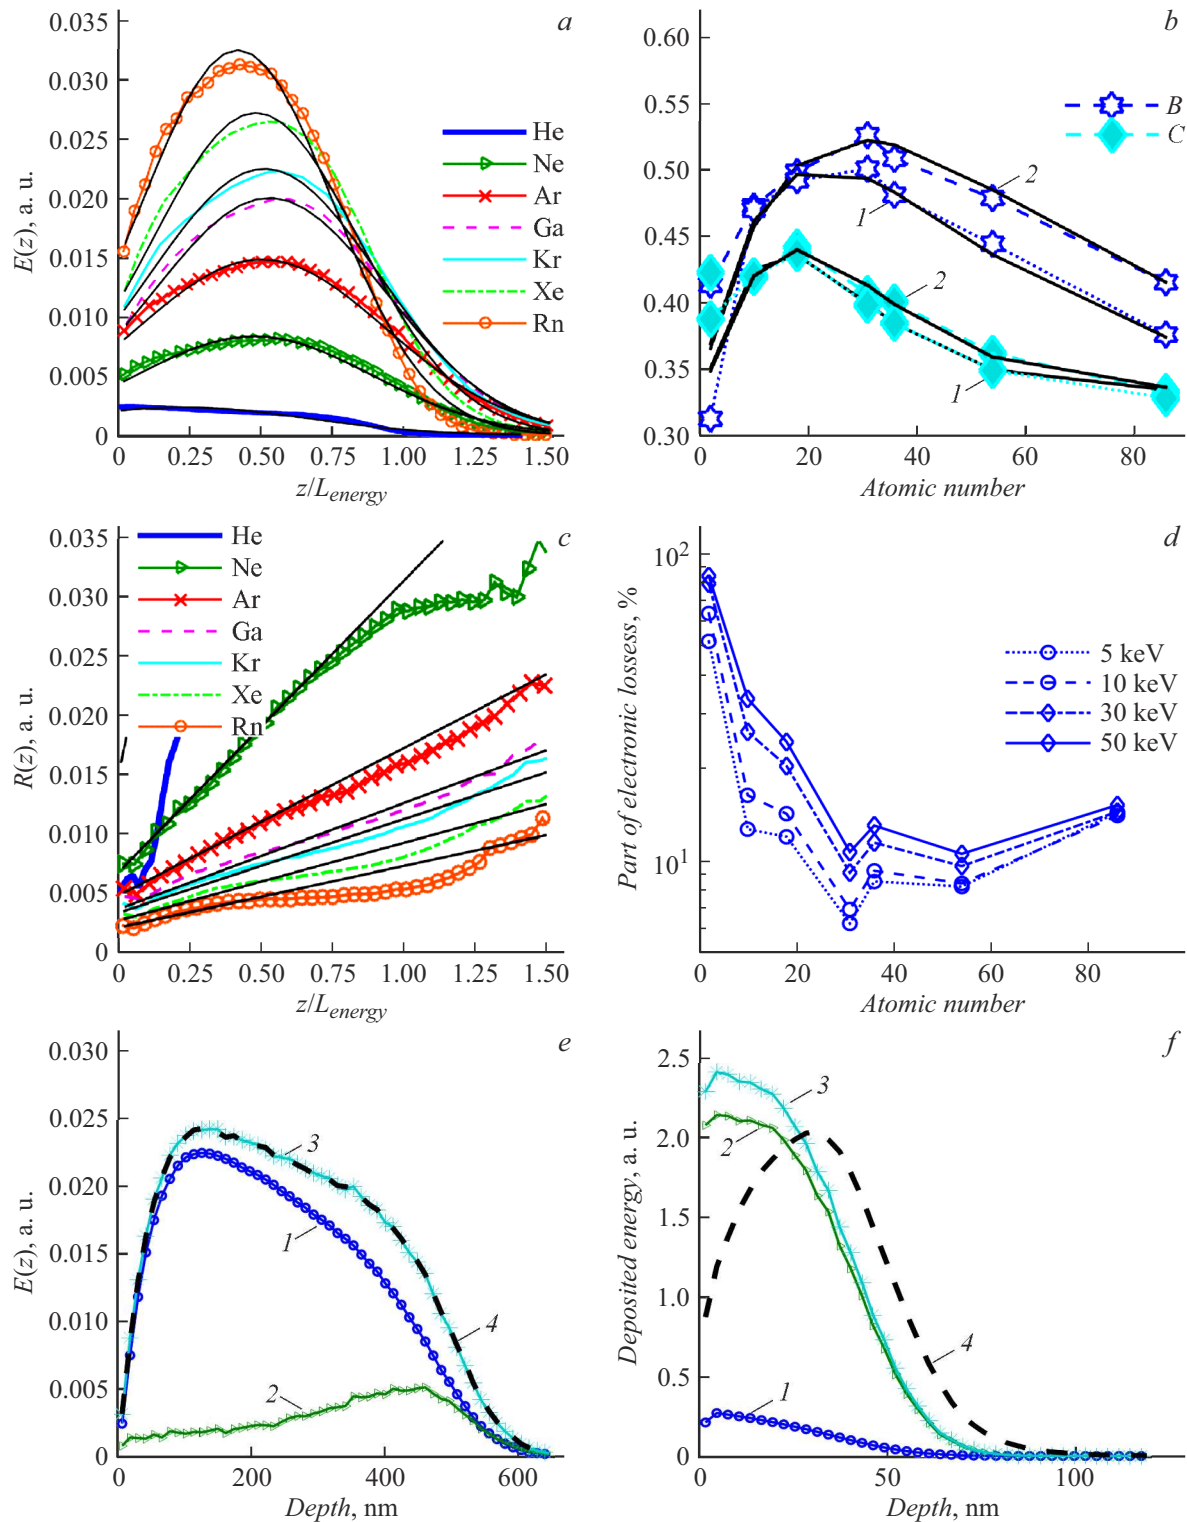 a
0.035
0.030
0.025
0.020
0.015
0.010
0.005
0
E(z), a. u.
He
Ne
Ar
Ga
Kr
Xe
Rn
0 0.25 0.50 0.75 1.00 1.25 1.50
z/L_energy
b
0.60
0.55
0.50
0.45
0.40
0.35
0.30
B
C
2
1
2
1
0 20 40 60 80
Atomic number
c
0.035
0.030
0.025
0.020
0.015
0.010
0.005
0
R(z), a. u.
He
Ne
Ar
Ga
Kr
Xe
Rn
0 0.25 0.50 0.75 1.00 1.25 1.50
z/L_energy
d
10²
10¹
Part of electronic lossess, %
5 keV
10 keV
30 keV
50 keV
0 20 40 60 80
Atomic number
e
0.030
0.025
0.020
0.015
0.010
0.005
0
E(z), a. u.
3
1
4
2
0 200 400 600
Depth, nm
f
2.5
2.0
1.5
1.0
0.5
0
Deposited energy, a. u.
3
2
4
1
0 50 100
Depth, nm